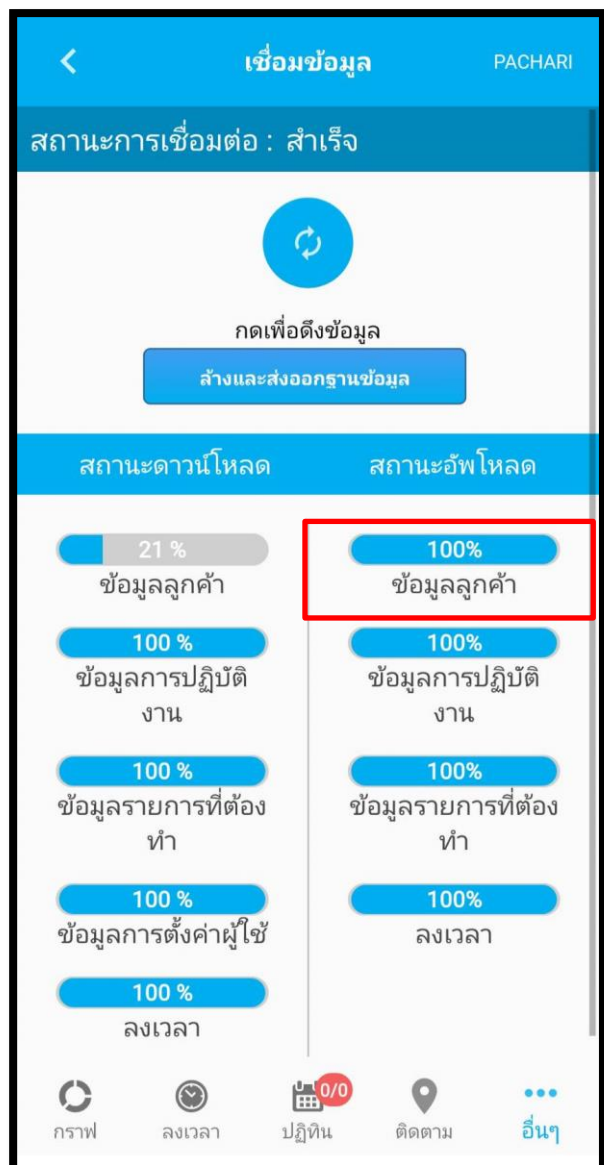 เชื่อมข้อมูล PACHARI
สถานะการเชื่อมต่อ : สำเร็จ
กดเพื่อดึงข้อมูล
ล้างและส่งออกฐานข้อมูล
สถานะดาวน์โหลด สถานะอัพโหลด
21 % 100%
ข้อมูลลูกค้า ข้อมูลลูกค้า
100 % 100%
ข้อมูลการปฏิบัติ ข้อมูลการปฏิบัติ
งาน งาน
100 % 100%
ข้อมูลรายการที่ต้อง ข้อมูลรายการที่ต้อง
ทำ ทำ
100 % 100%
ข้อมูลการตั้งค่าผู้ใช้ ลงเวลา
100 %
ลงเวลา
0/0
กราฟ ลงเวลา ปฏิทิน ติดตาม อื่นๆ